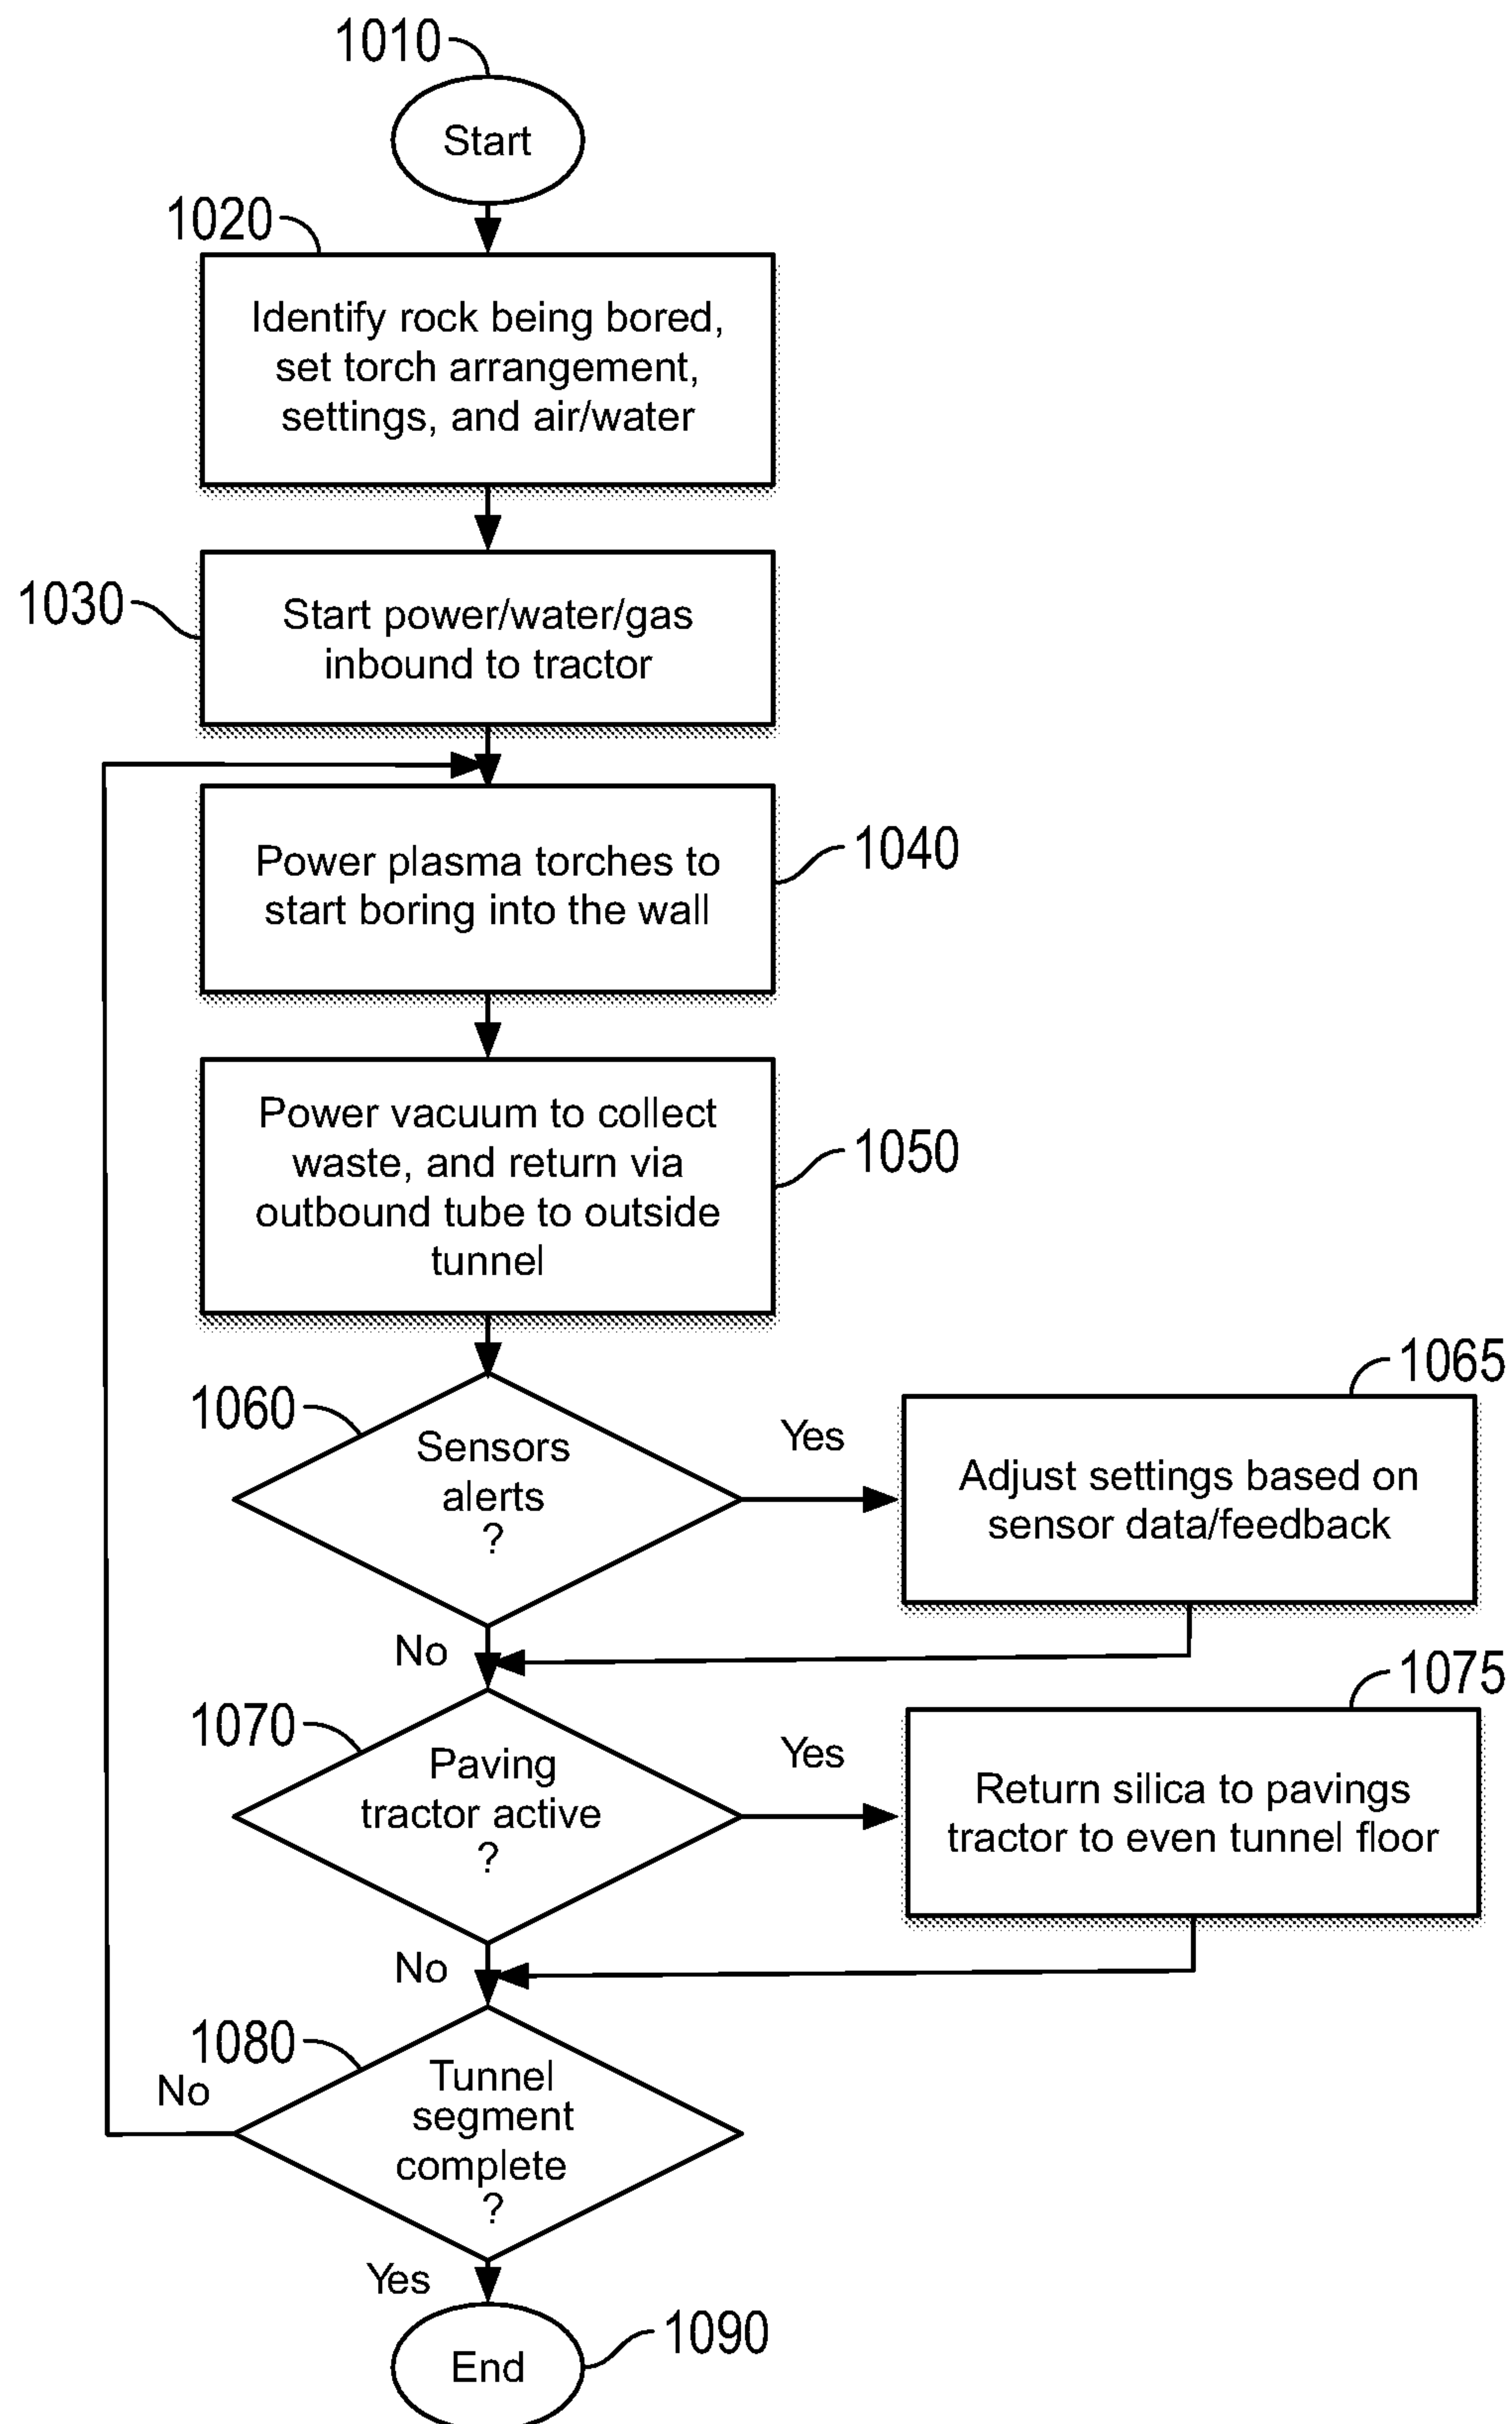 1010
Start
1020
Identify rock being bored,
set torch arrangement,
settings, and air/water
1030
Start power/water/gas
inbound to tractor
Power plasma torches to
start boring into the wall
1040
Power vacuum to collect
waste, and return via
outbound tube to outside
tunnel
1050
1060
Sensors
alerts
?
Yes
1065
Adjust settings based on
sensor data/feedback
No
1070
Paving
tractor active
?
Yes
1075
Return silica to pavings
tractor to even tunnel floor
No
1080
No
Tunnel
segment
complete
?
Yes
End
1090